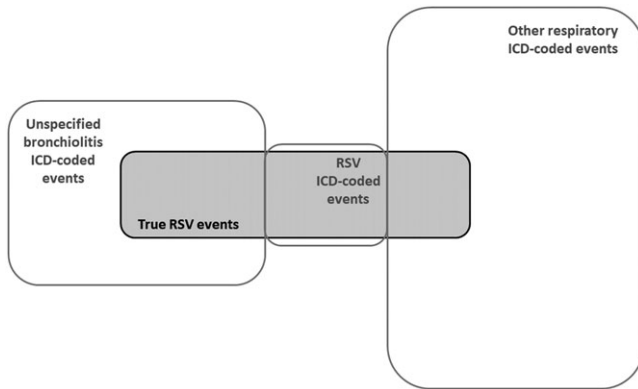 Other respiratory
ICD-coded events
Unspecified
bronchiolitis
ICD-coded
events
RSV
ICD-coded
events
True RSV events